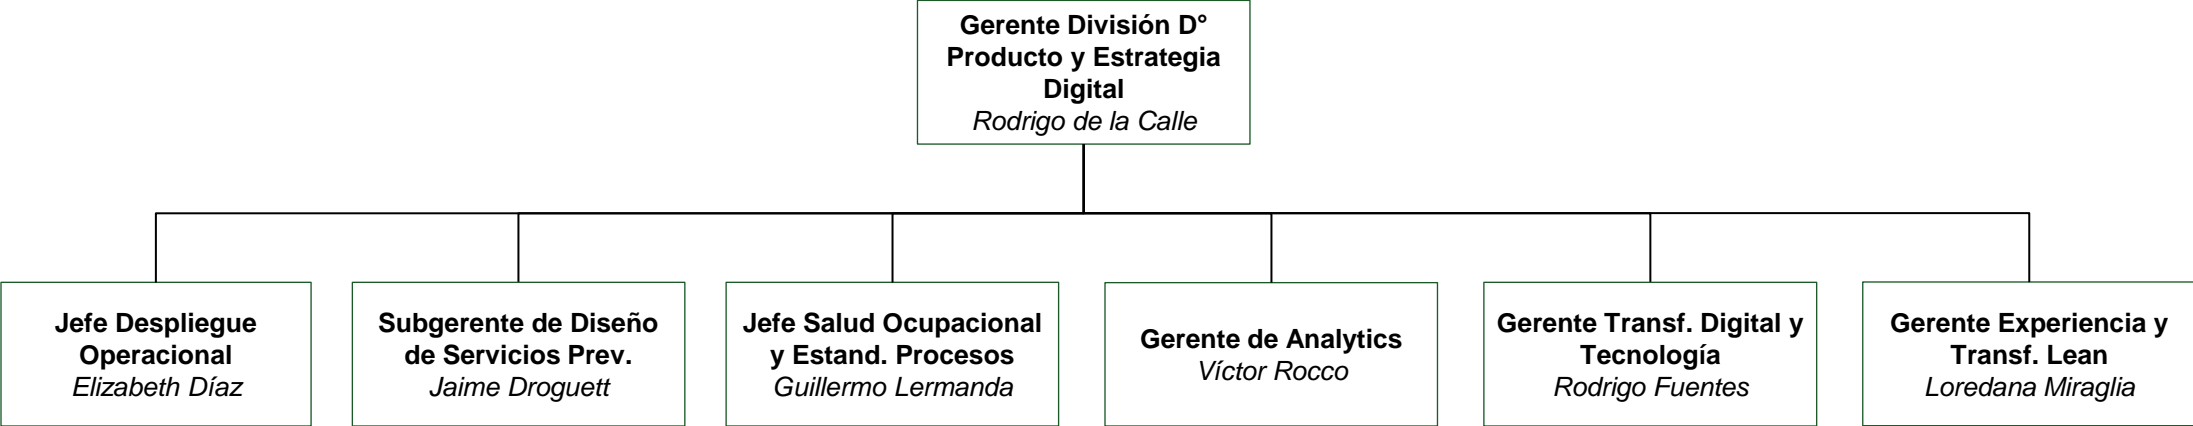 Gerente División D°
Producto y Estrategia
Digital
Rodrigo de la Calle
Jefe Despliegue
Operacional
Elizabeth Díaz
Subgerente de Diseño
de Servicios Prev.
Jaime Droguett
Jefe Salud Ocupacional
y Estand. Procesos
Guillermo Lermanda
Gerente de Analytics
Víctor Rocco
Gerente Transf. Digital y
Tecnología
Rodrigo Fuentes
Gerente Experiencia y
Transf. Lean
Loredana Miraglia